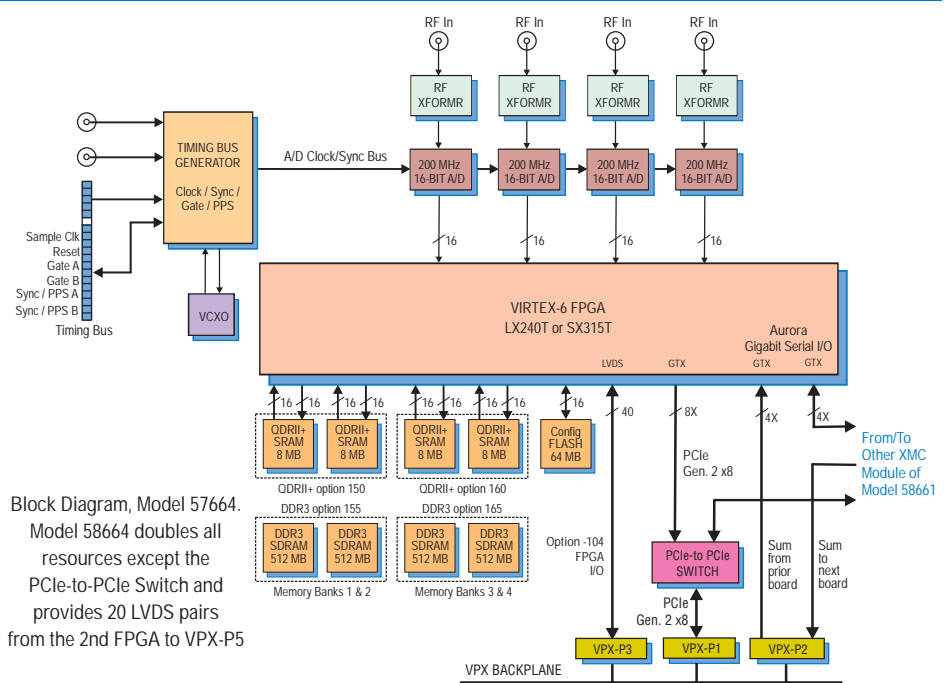 RF In
RF In
RF In
RF In
RF
XFORMR
RF
XFORMR
RF
XFORMR
RF
XFORMR
TIMING BUS
GENERATOR
Clock / Sync /
Gate / PPS
A/D Clock/Sync Bus
200 MHz
16-BIT A/D
200 MHz
16-BIT A/D
200 MHz
16-BIT A/D
200 MHz
16-BIT A/D
16
16
16
16
Sample Clk
Reset
Gate A
Gate B
Sync / PPS A
Sync / PPS B
Timing Bus
VCXO
VIRTEX-6 FPGA
LX240T or SX315T
Aurora
Gigabit Serial I/O
LVDS
GTX
GTX
GTX
16
16
16
16
16
16
16
16
16
40
8X
4X
4X
QDRII+
SRAM
8 MB
QDRII+
SRAM
8 MB
QDRII+
SRAM
8 MB
QDRII+
SRAM
8 MB
Config
FLASH
64 MB
QDRII+ option 150
QDRII+ option 160
DDR3 option 155
DDR3 option 165
DDR3
SDRAM
512 MB
DDR3
SDRAM
512 MB
DDR3
SDRAM
512 MB
DDR3
SDRAM
512 MB
Memory Banks 1 & 2
Memory Banks 3 & 4
PCIe
Gen. 2 x8
From/To
Other XMC
Module of
Model 58661
Option -104
FPGA
I/O
PCIe-to PCIe
SWITCH
PCIe
Gen. 2 x8
Sum
from
prior
board
Sum
to
next
board
VPX-P3
VPX-P1
VPX-P2
VPX BACKPLANE
Block Diagram, Model 57664.
Model 58664 doubles all
resources except the
PCIe-to-PCIe Switch and
provides 20 LVDS pairs
from the 2nd FPGA to VPX-P5